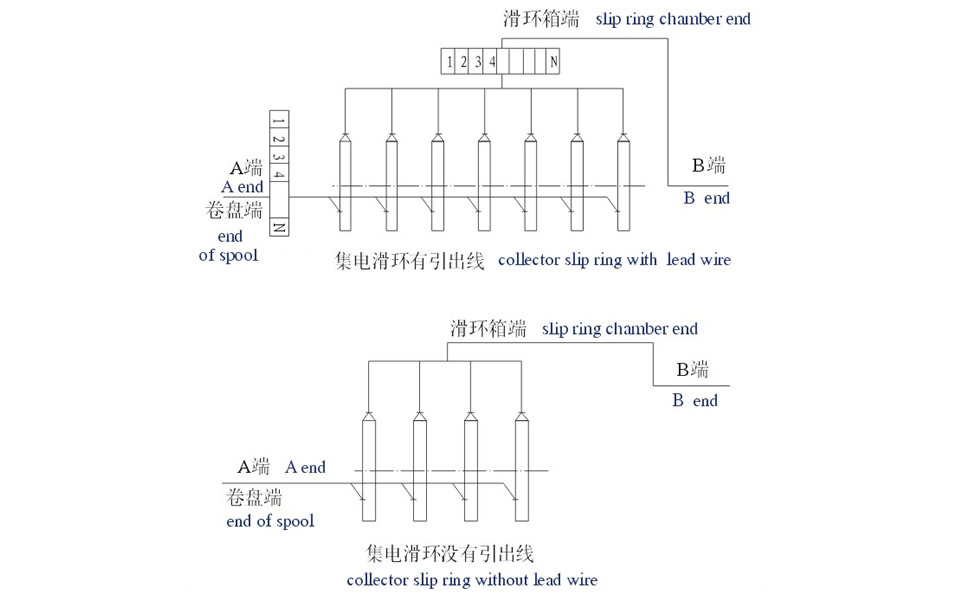 滑环箱端 slip ring chamber end
1 2 3 4 N
1
2
3
4
N
A端
A end
卷盘端
end
of spool
B端
B end
集电滑环有引出线 collector slip ring with lead wire
滑环箱端 slip ring chamber end
B端
B end
A端 A end
卷盘端
end of spool
集电滑环没有引出线
collector slip ring without lead wire